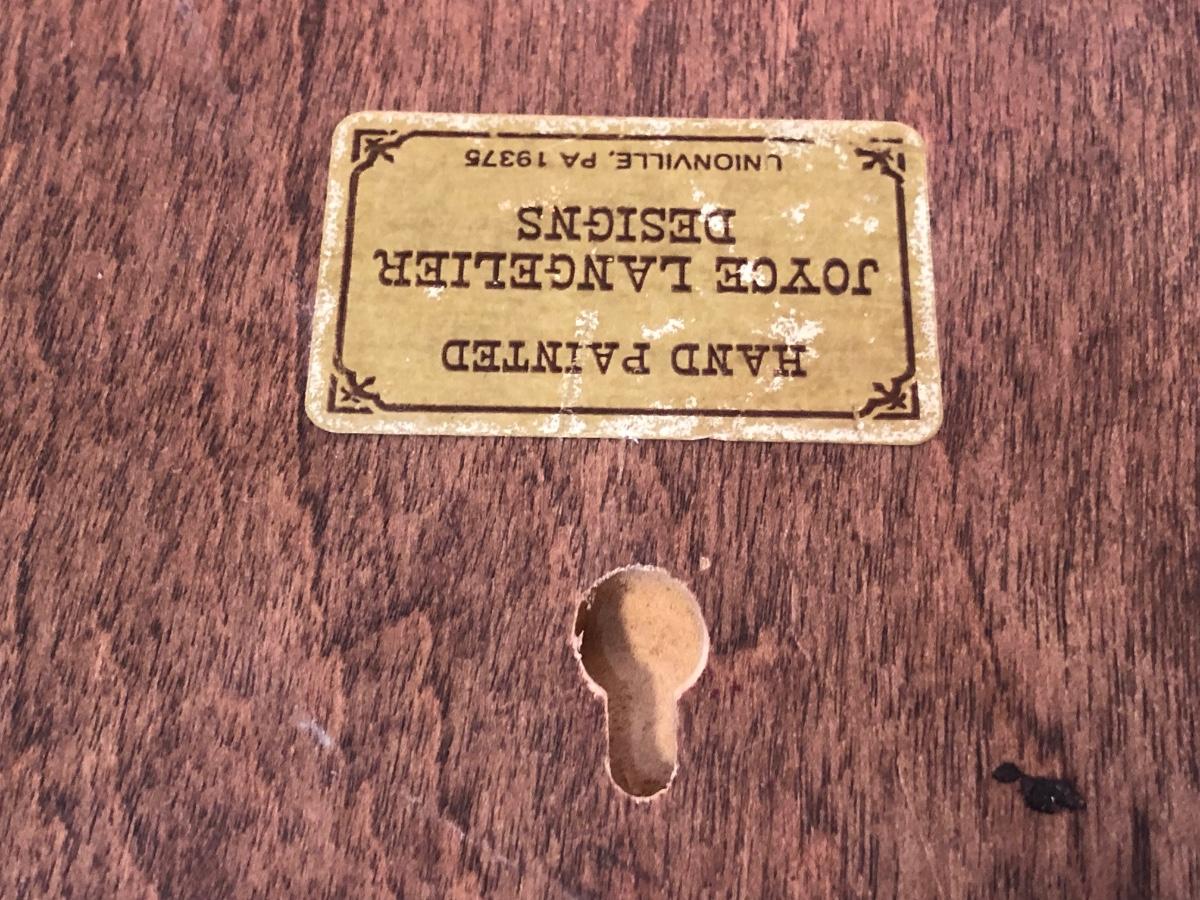 HAND PAINTED
JOYCE LANGELIER
DESIGNS
UNIONVILLE, PA 19375